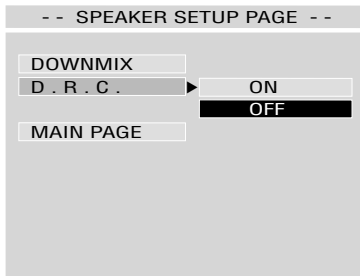 - - SPEAKER SETUP PAGE - -
DOWNMIX
D . R . C .
ON
OFF
MAIN PAGE